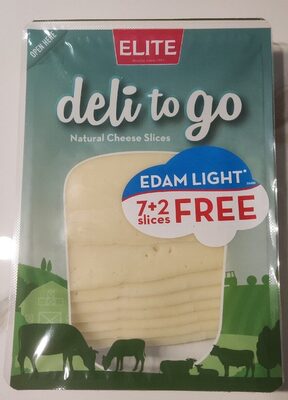 OPEN HERE
ELITE
deli to go
Natural Cheese Slices
EDAM LIGHT*
7+2
slices
FREE